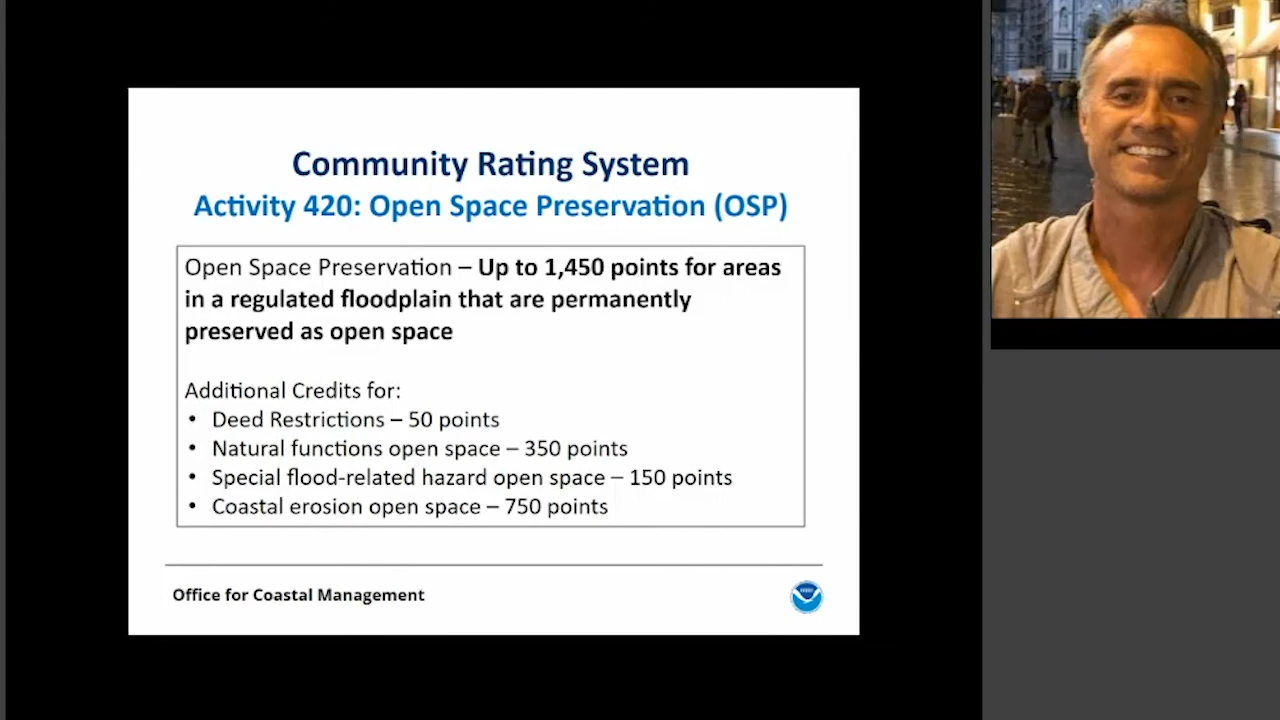 Community Rating System
Activity 420: Open Space Preservation (OSP)
Open Space Preservation – Up to 1,450 points for areas
in a regulated floodplain that are permanently
preserved as open space
Additional Credits for:
• Deed Restrictions – 50 points
• Natural functions open space – 350 points
• Special flood-related hazard open space – 150 points
• Coastal erosion open space – 750 points
Office for Coastal Management